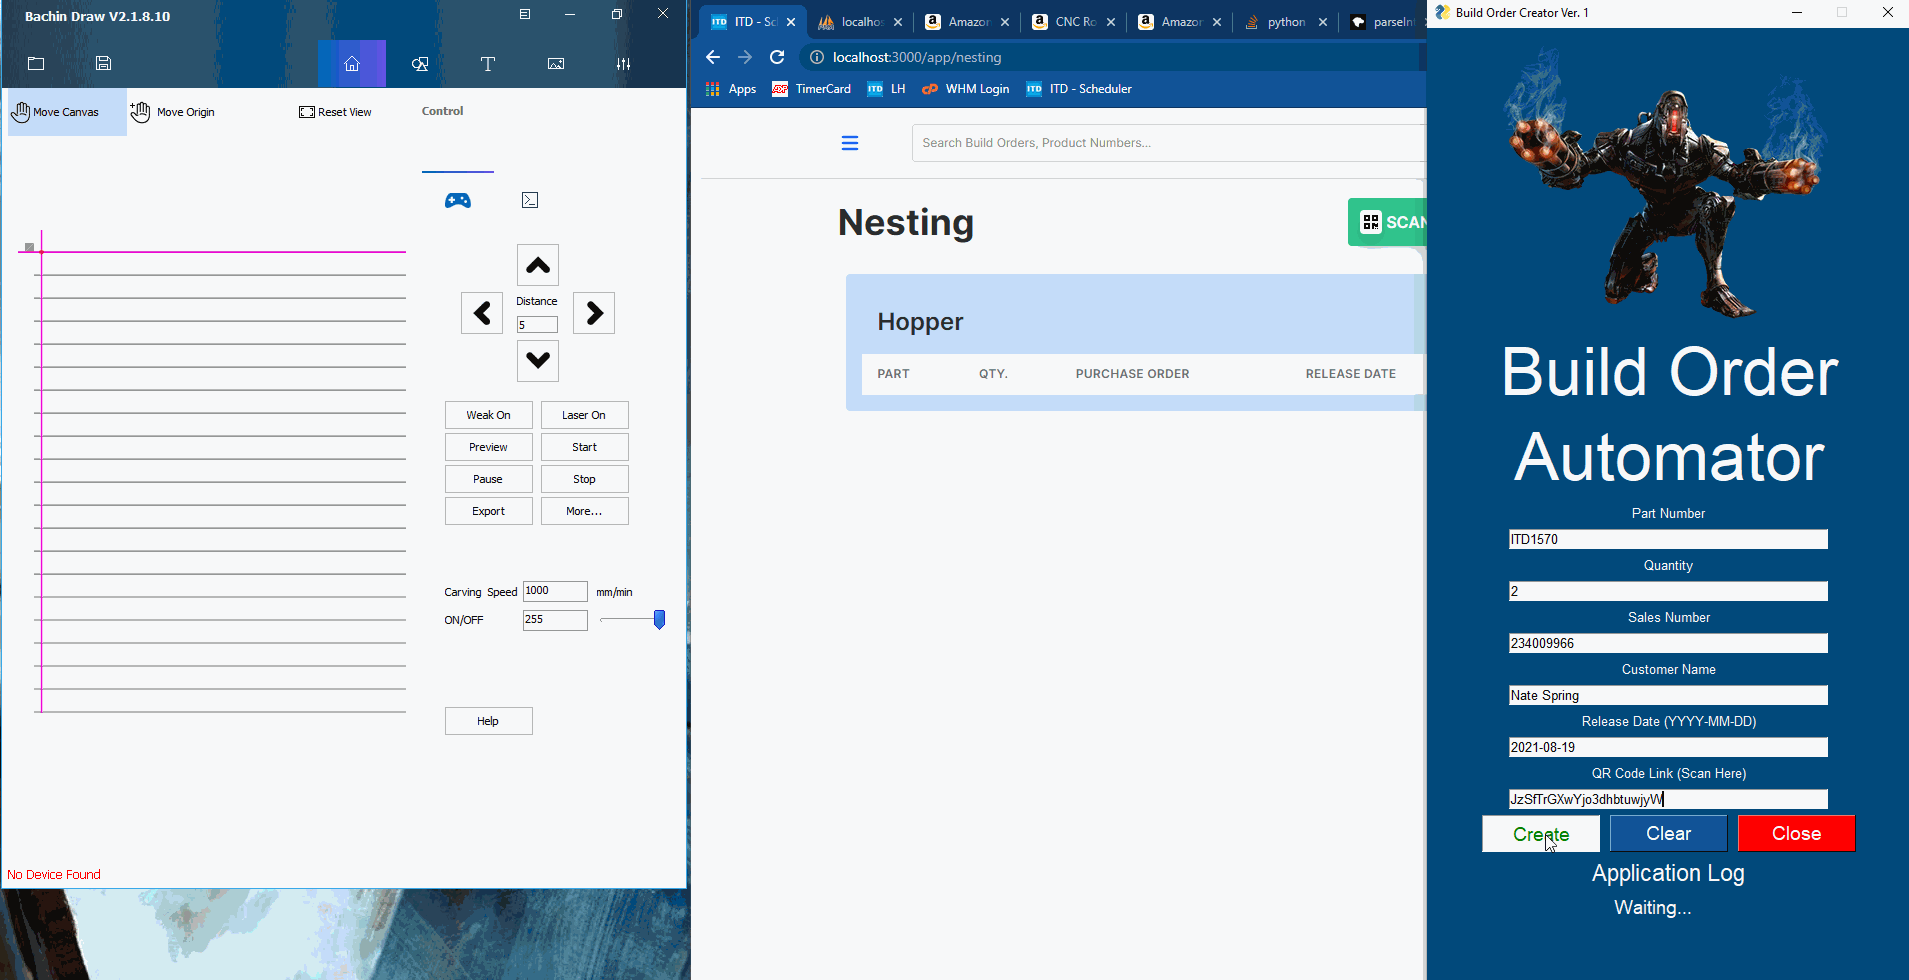 Bachin Draw V2.1.8.10
Move Canvas
Move Origin
Reset View
Control
Distance
5
Weak On
Laser On
Preview
Start
Pause
Stop
Export
More...
Carving Speed 1000 mm/min
ON/OFF 255
Help
No Device Found
ITD - Sc
localhos
Amazon
CNC Ro
Amazon
python
parseInt
localhost:3000/app/nesting
Apps
TimerCard
ITD LH
WHM Login
ITD ITD - Scheduler
Search Build Orders, Product Numbers...
Nesting
SCAN
Hopper
PART QTY. PURCHASE ORDER RELEASE DATE
Build Order Creator Ver. 1
Build Order
Automator
Part Number
ITD1570
Quantity
2
Sales Number
234009966
Customer Name
Nate Spring
Release Date (YYYY-MM-DD)
2021-08-19
QR Code Link (Scan Here)
JzSfTrGXwYjo3dhbtuwjyW
Create
Clear
Close
Application Log
Waiting...